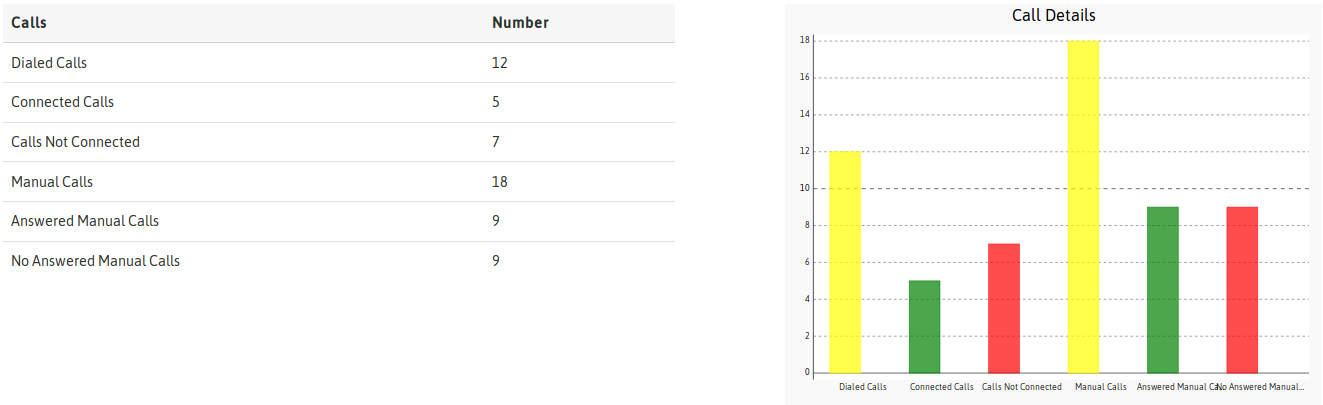 Calls Number
Dialed Calls 12
Connected Calls 5
Calls Not Connected 7
Manual Calls 18
Answered Manual Calls 9
No Answered Manual Calls 9
Call Details
18
16
14
12
10
8
6
4
2
0
Dialed Calls Connected Calls Calls Not Connected Manual Calls Answered Manual Ca No Answered Manual...